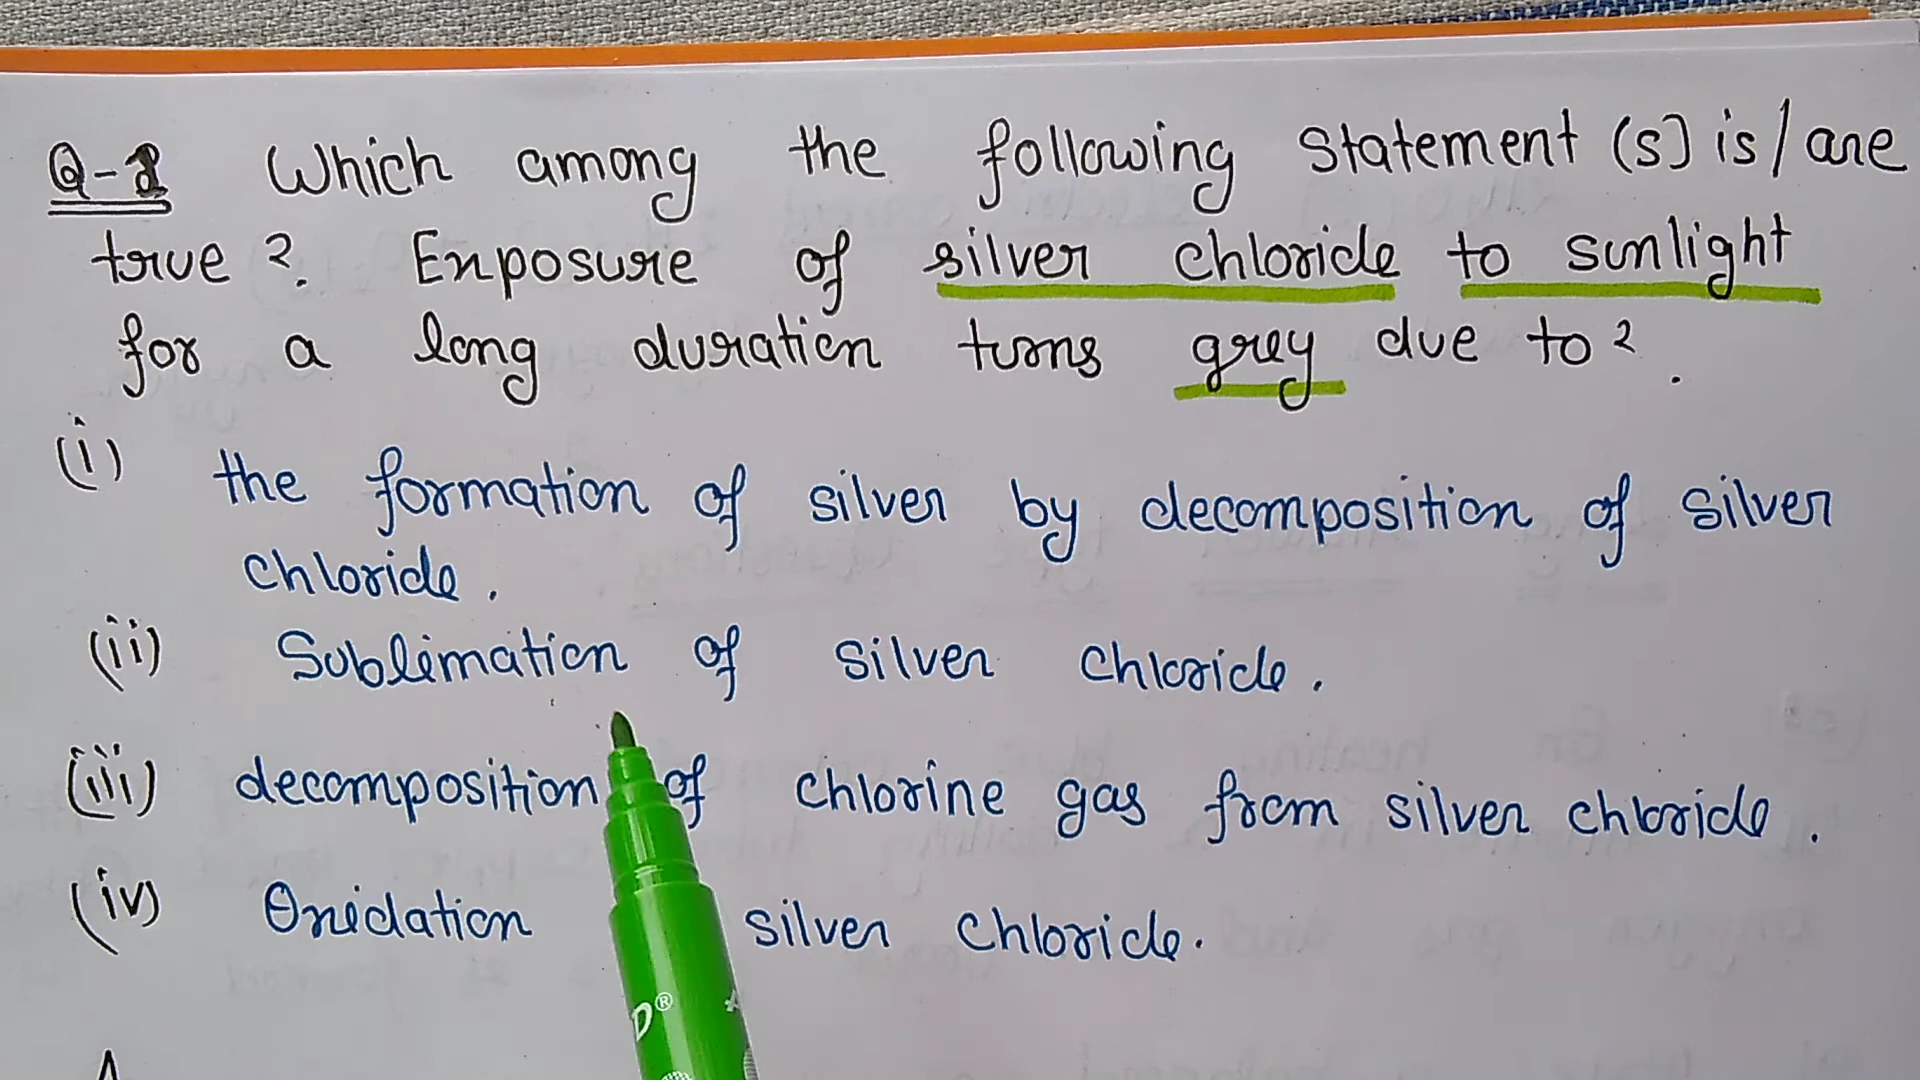 Q-1 Which among the following statement (s) is/are
true ?. Exposure of silver chloride to sunlight
for a long duration turns grey due to ? .
(i) the formation of silver by decomposition of silver
chloride.
(ii) Sublimation of silver chloride.
(iii) decomposition of chlorine gas from silver chloride.
(iv) Oxidation silver chloride.
D®